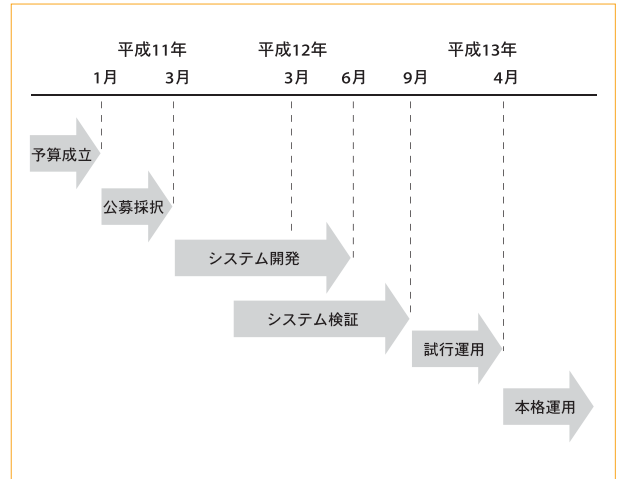 平成11年 平成12年 平成13年
1月 3月 3月 6月 9月 4月
予算成立
公募採択
システム開発
システム検証
試行運用
本格運用